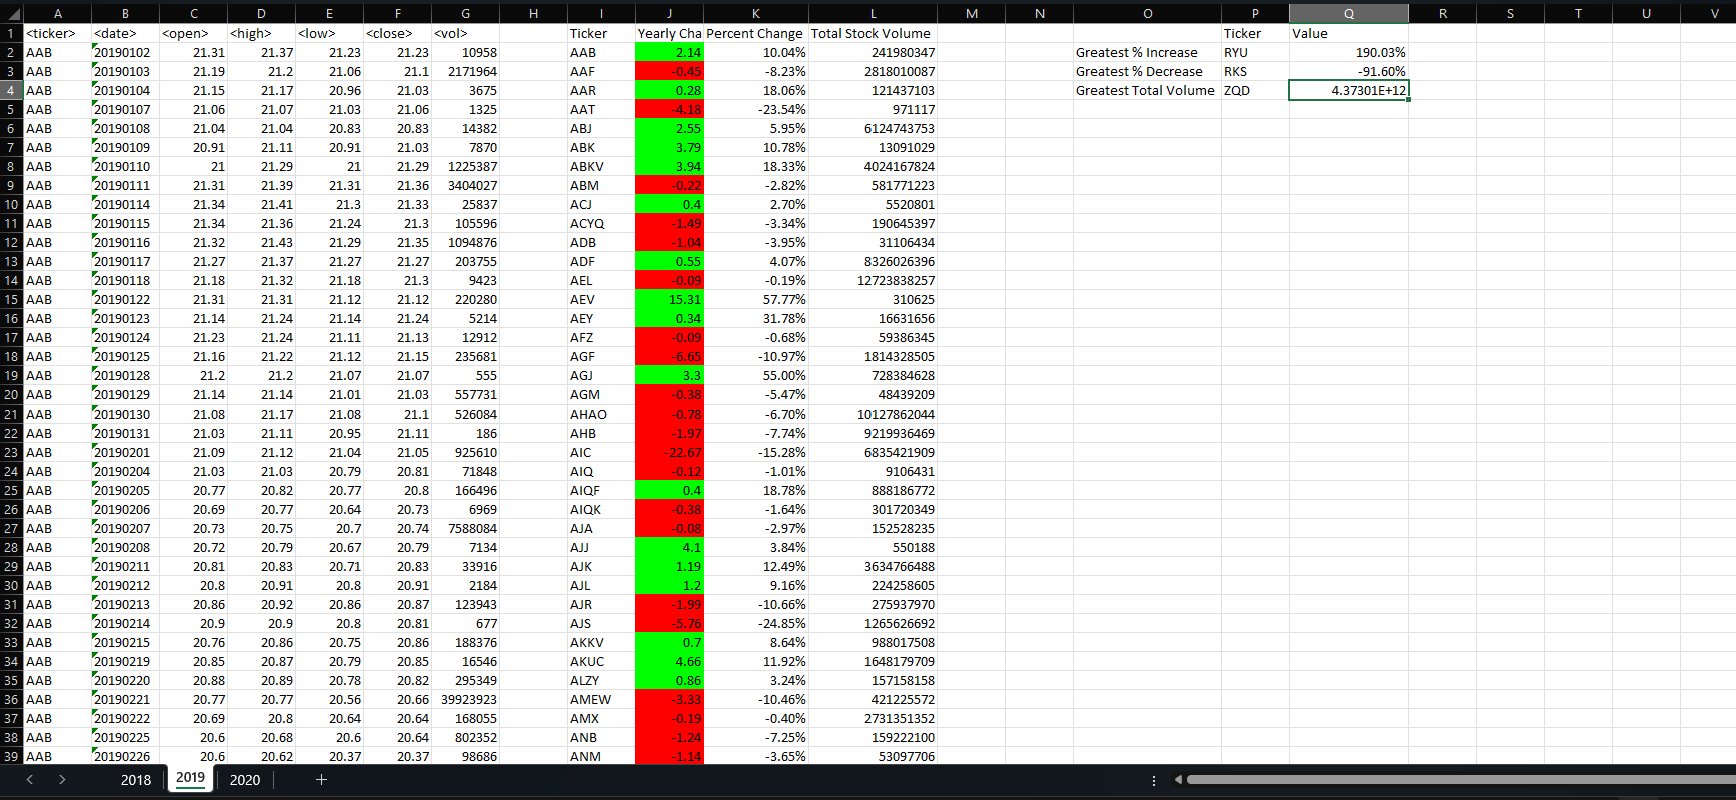 A B C D E F G H I J K L M N O P Q R S T U V
1 <ticker> <date> <open> <high> <low> <close> <vol> Ticker Yearly Cha Percent Change Total Stock Volume Ticker Value
2 AAB 20190102 21.31 21.37 21.23 21.23 10958 AAB 2.14 10.04% 241980347 Greatest % Increase RYU 190.03%
3 AAB 20190103 21.19 21.2 21.06 21.1 2171964 AAF -0.45 -8.23% 2818010087 Greatest % Decrease RKS -91.60%
4 AAB 20190104 21.15 21.17 20.96 21.03 3675 AAR 0.28 18.06% 121437103 Greatest Total Volume ZQD 4.37301E+12
5 AAB 20190107 21.06 21.07 21.03 21.06 1325 AAT -4.18 -23.54% 971117
6 AAB 20190108 21.04 21.04 20.83 20.83 14382 ABJ 2.55 5.95% 6124743753
7 AAB 20190109 20.91 21.11 20.91 21.03 7870 ABK 3.79 10.78% 13091029
8 AAB 20190110 21 21.29 21 21.29 1225387 ABKV 3.94 18.33% 4024167824
9 AAB 20190111 21.31 21.39 21.31 21.36 3404027 ABM -0.22 -2.82% 581771223
10 AAB 20190114 21.34 21.41 21.3 21.33 25837 ACJ 0.4 2.70% 5520801
11 AAB 20190115 21.34 21.36 21.24 21.3 105596 ACYQ -1.49 -3.34% 190645397
12 AAB 20190116 21.32 21.43 21.29 21.35 1094876 ADB -1.04 -3.95% 31106434
13 AAB 20190117 21.27 21.37 21.27 21.27 203755 ADF 0.55 4.07% 8326026396
14 AAB 20190118 21.18 21.32 21.18 21.3 9423 AEL -0.09 -0.19% 12723838257
15 AAB 20190122 21.31 21.31 21.12 21.12 220280 AEV 15.31 57.77% 310625
16 AAB 20190123 21.14 21.24 21.14 21.24 5214 AEY 0.34 31.78% 16631656
17 AAB 20190124 21.23 21.24 21.11 21.13 12912 AFZ -0.09 -0.68% 59386345
18 AAB 20190125 21.16 21.22 21.12 21.15 235681 AGF -6.65 -10.97% 1814328505
19 AAB 20190128 21.2 21.2 21.07 21.07 555 AGJ 3.3 55.00% 728384628
20 AAB 20190129 21.14 21.14 21.01 21.03 557731 AGM -0.38 -5.47% 48439209
21 AAB 20190130 21.08 21.17 21.08 21.1 526084 AHAO -0.78 -6.70% 10127862044
22 AAB 20190131 21.03 21.11 20.95 21.11 186 AHB -1.97 -7.74% 9219936469
23 AAB 20190201 21.09 21.12 21.04 21.05 925610 AIC -22.67 -15.28% 6835421909
24 AAB 20190204 21.03 21.03 20.79 20.81 71848 AIQ -0.12 -1.01% 9106431
25 AAB 20190205 20.77 20.82 20.77 20.8 166496 AIQF 0.4 18.78% 888186772
26 AAB 20190206 20.69 20.77 20.64 20.73 6969 AIQK -0.38 -1.64% 301720349
27 AAB 20190207 20.73 20.75 20.7 20.74 7588084 AJA -0.08 -2.97% 152528235
28 AAB 20190208 20.72 20.79 20.67 20.79 7134 AJJ 4.1 3.84% 550188
29 AAB 20190211 20.81 20.83 20.71 20.83 33916 AJK 1.19 12.49% 3634766488
30 AAB 20190212 20.8 20.91 20.8 20.91 2184 AJL 1.2 9.16% 224258605
31 AAB 20190213 20.86 20.92 20.86 20.87 123943 AJR -1.99 -10.66% 275937970
32 AAB 20190214 20.9 20.9 20.8 20.81 677 AJS -5.76 -24.85% 1265626692
33 AAB 20190215 20.76 20.86 20.75 20.86 188376 AKKV 0.7 8.64% 988017508
34 AAB 20190219 20.85 20.87 20.79 20.85 16546 AKUC 4.66 11.92% 1648179709
35 AAB 20190220 20.88 20.89 20.78 20.82 295349 ALZY 0.86 3.24% 157158158
36 AAB 20190221 20.77 20.77 20.56 20.66 39923923 AMEW -3.33 -10.46% 421225572
37 AAB 20190222 20.69 20.8 20.64 20.64 168055 AMX -0.19 -0.40% 2731351352
38 AAB 20190225 20.6 20.68 20.6 20.64 802352 ANB -1.24 -7.25% 159222100
39 AAB 20190226 20.6 20.62 20.37 20.37 98686 ANM -1.14 -3.65% 53097706
2018 2019 2020 +